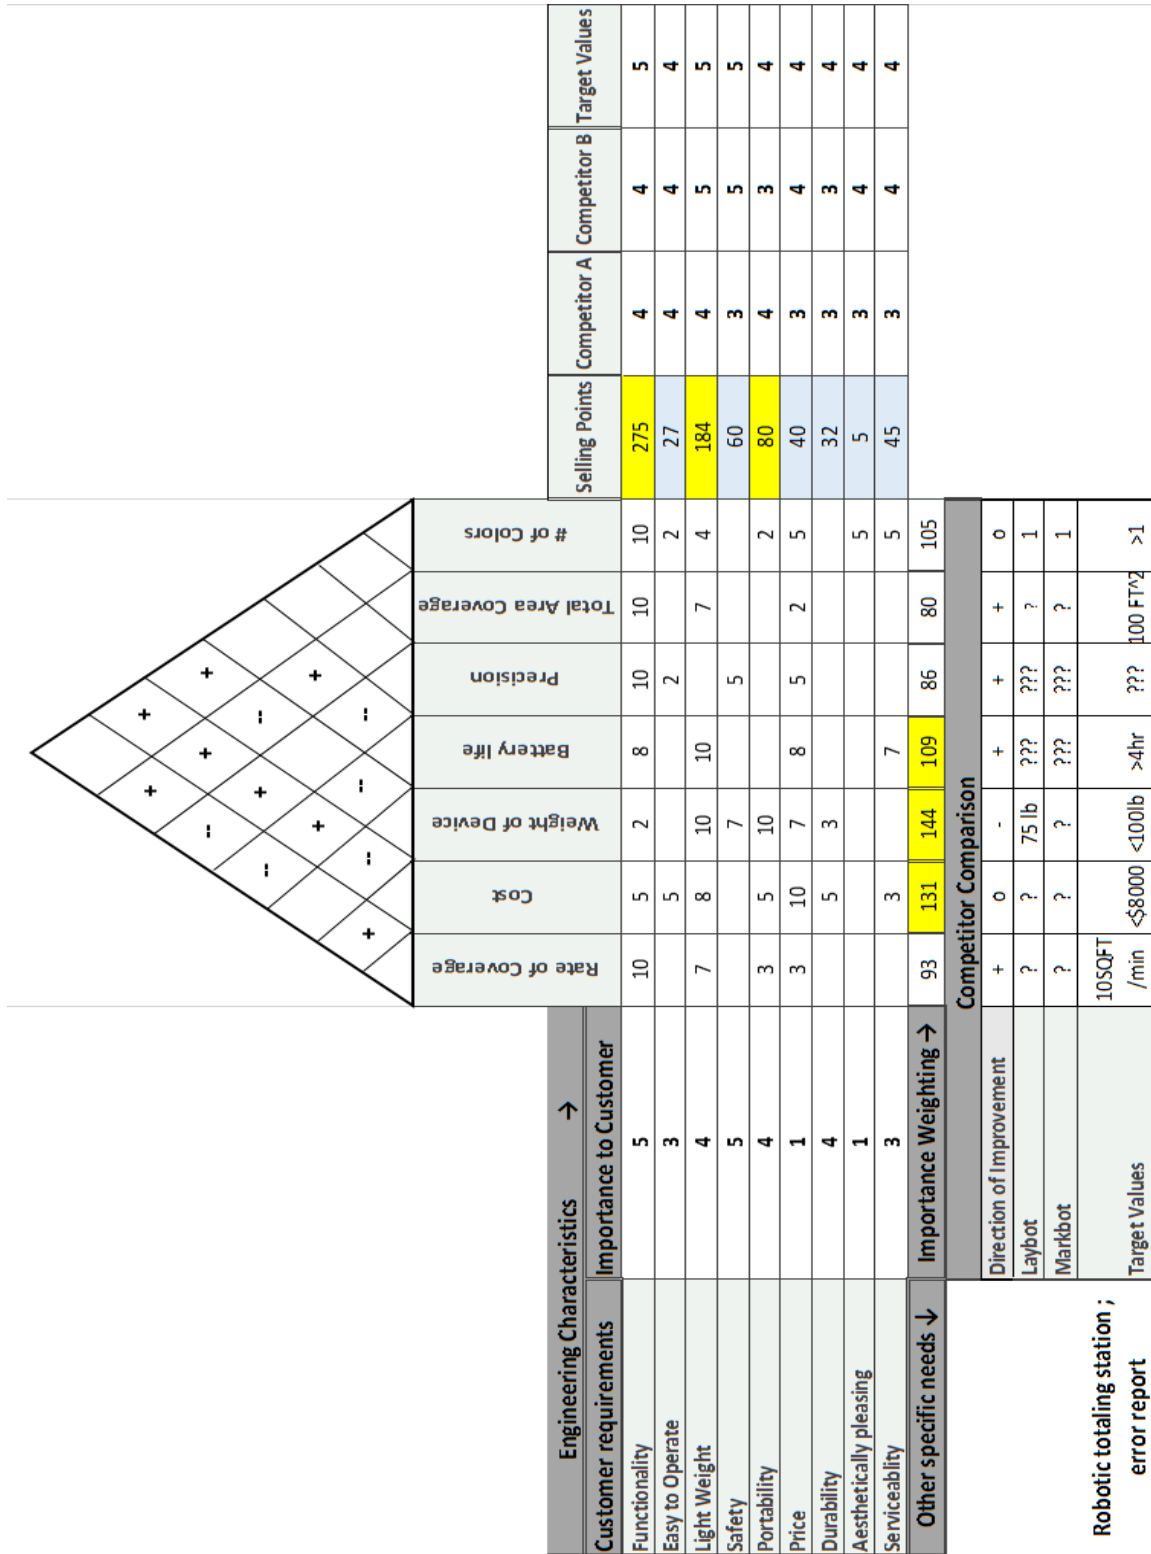 + +
-- + +
-- + --
+ +
+ -- -- --
Engineering Characteristics →
Customer requirements Importance to Customer Rate of Coverage Cost Weight of Device Battery life Precision Total Area Coverage # of Colors Selling Points Competitor A Competitor B Target Values
Functionality 5 10 5 2 8 10 10 10 275 4 4 5
Easy to Operate 3 5 2 2 27 4 4 4
Light Weight 4 7 8 10 10 7 4 184 4 5 5
Safety 5 7 5 60 3 5 5
Portability 4 3 5 10 2 80 4 3 4
Price 1 3 10 7 8 5 2 5 40 3 4 4
Durability 4 5 3 32 3 3 4
Aesthetically pleasing 1 5 5 3 4 4
Serviceablity 3 3 7 5 45 3 4 4
Other specific needs ↓ Importance Weighting → 93 131 144 109 86 80 105
Competitor Comparison
Direction of Improvement + o - + + + o
Laybot ? ? 75 lb ??? ??? ? 1
Markbot ? ? ? ??? ??? ? 1
Robotic totaling station ; 10SQFT
error report Target Values /min <$8000 <100lb >4hr ??? 100 FT^2 >1